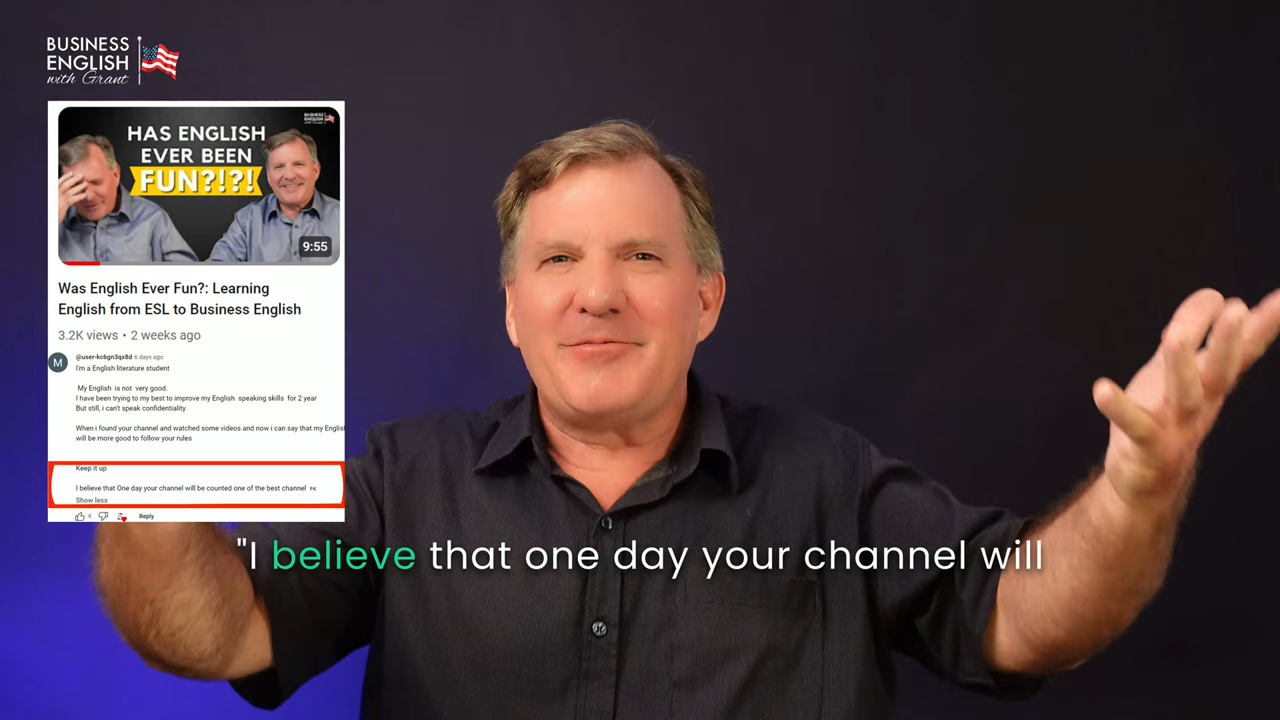 BUSINESS
ENGLISH
with Grant
BUSINESS
ENGLISH
with Grant
HAS ENGLISH
EVER BEEN
FUN?!?!
9:55
Was English Ever Fun?: Learning
English from ESL to Business English
3.2K views • 2 weeks ago
M
@user-kc6gn3qx8d 6 days ago
I'm a English literature student
My English is not very good.
I have been trying to my best to improve my English speaking skills for 2 year
But still, i can't speak confidentiality
When i found your channel and watched some videos and now i can say that my English
will be more good to follow your rules
Keep it up
I believe that One day your channel will be counted one of the best channel PK
Show less
4
Reply
"I believe that one day your channel will